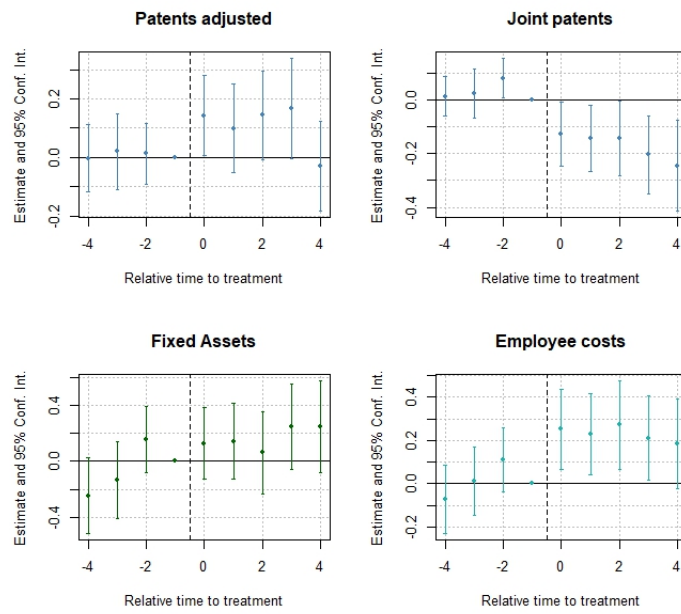 Patents adjusted
Estimate and 95% Conf. Int.
0.2
0.0
-0.2
-4 -2 0 2 4
Relative time to treatment
Joint patents
Estimate and 95% Conf. Int.
0.0
-0.2
-0.4
-4 -2 0 2 4
Relative time to treatment
Fixed Assets
Estimate and 95% Conf. Int.
0.4
0.0
-0.4
-4 -2 0 2 4
Relative time to treatment
Employee costs
Estimate and 95% Conf. Int.
0.4
0.2
0.0
-0.2
-4 -2 0 2 4
Relative time to treatment